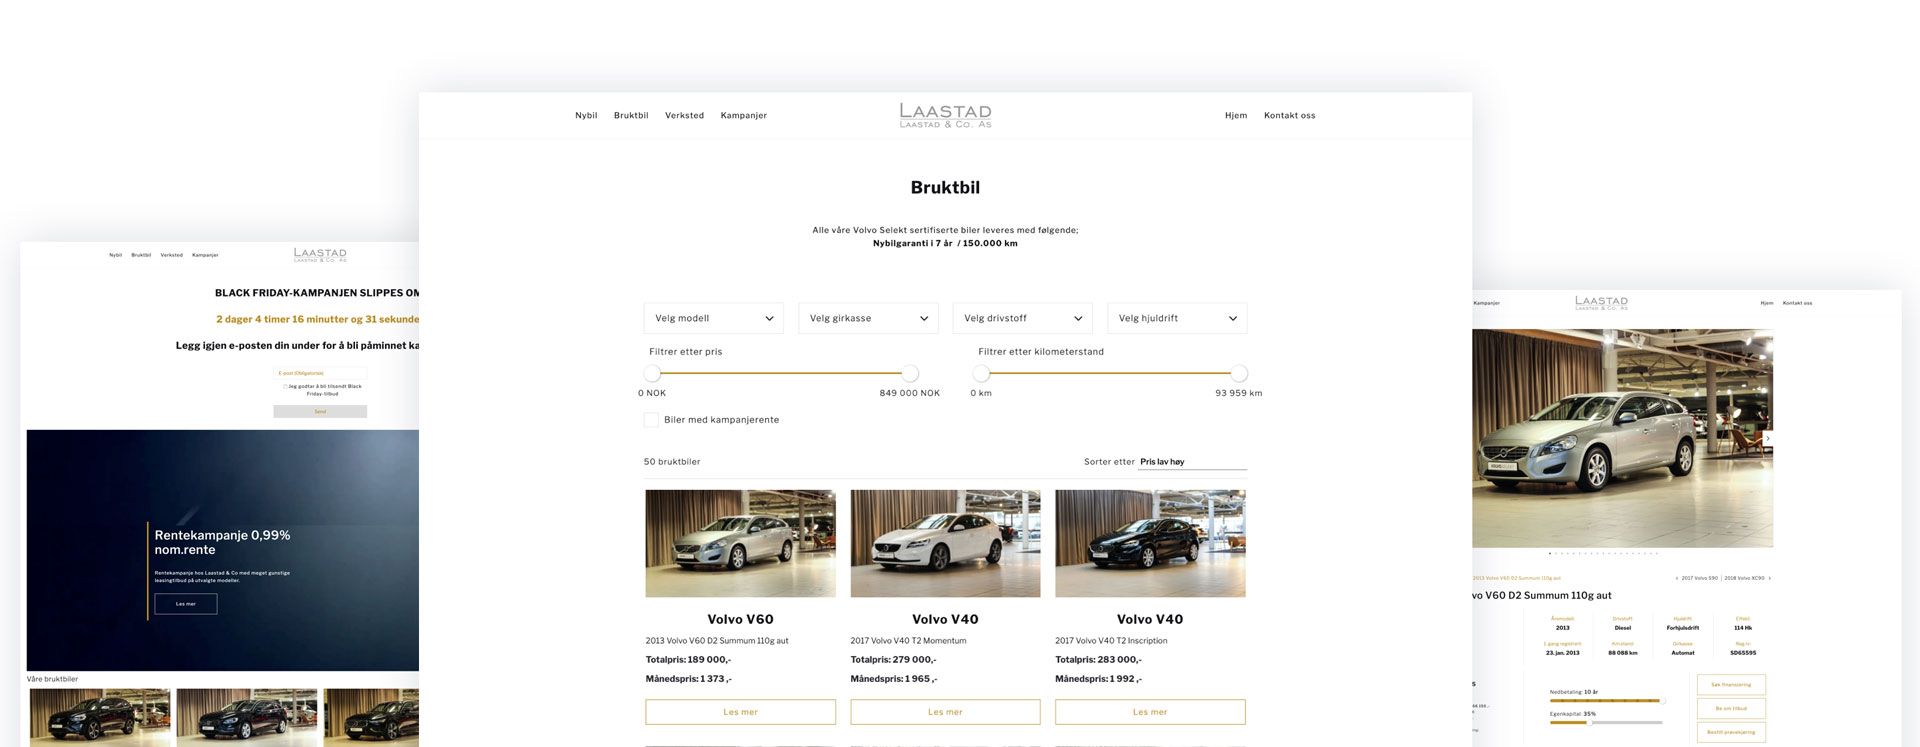 Nybil Bruktbil Verksted Kampanjer
LAASTAD
LAASTAD & CO. AS
BLACK FRIDAY-KAMPANJEN SLIPPES OM
2 dager 4 timer 16 minutter og 31 sekunde
Legg igjen e-posten din under for å bli påminnet ka
E-post (Obligatorisk)
Jeg godtar å bli tilsendt Black
Friday-tilbud
Send
Rentekampanje 0,99%
nom.rente
Rentekampanje hos Laastad & Co med meget gunstige
leasingtilbud på utvalgte modeller.
Les mer
Våre bruktbiler
Nybil Bruktbil Verksted Kampanjer
LAASTAD
LAASTAD & CO. AS
Hjem Kontakt oss
Bruktbil
Alle våre Volvo Selekt sertifiserte biler leveres med følgende;
Nybilgaranti i 7 år / 150.000 km
Velg modell Velg girkasse Velg drivstoff Velg hjuldrift
Filtrer etter pris Filtrer etter kilometerstand
0 NOK 849 000 NOK 0 km 93 959 km
Biler med kampanjerente
50 bruktbiler Sorter etter Pris lav høy
Volvo V60
2013 Volvo V60 D2 Summum 110g aut
Totalpris: 189 000,-
Månedspris: 1 373 ,-
Les mer
Volvo V40
2017 Volvo V40 T2 Momentum
Totalpris: 279 000,-
Månedspris: 1 965 ,-
Les mer
Volvo V40
2017 Volvo V40 T2 Inscription
Totalpris: 283 000,-
Månedspris: 1 992 ,-
Les mer
Kampanjer
LAASTAD
LAASTAD & CO. AS
Hjem Kontakt oss
2013 Volvo V60 D2 Summum 110g aut
‹ 2017 Volvo S90 | 2018 Volvo XC90 ›
vo V60 D2 Summum 110g aut
Årsmodell Drivstoff Hjuldrift Effekt
2013 Diesel Forhjulsdrift 114 Hk
1. gang registrert Km.stand Girkasse Reg.nr.
23. jan. 2013 88 088 km Automat SD65595
Nedbetaling: 10 år
Egenkapital: 35%
Søk finansiering
Be om tilbud
Bestill prøvekjøring